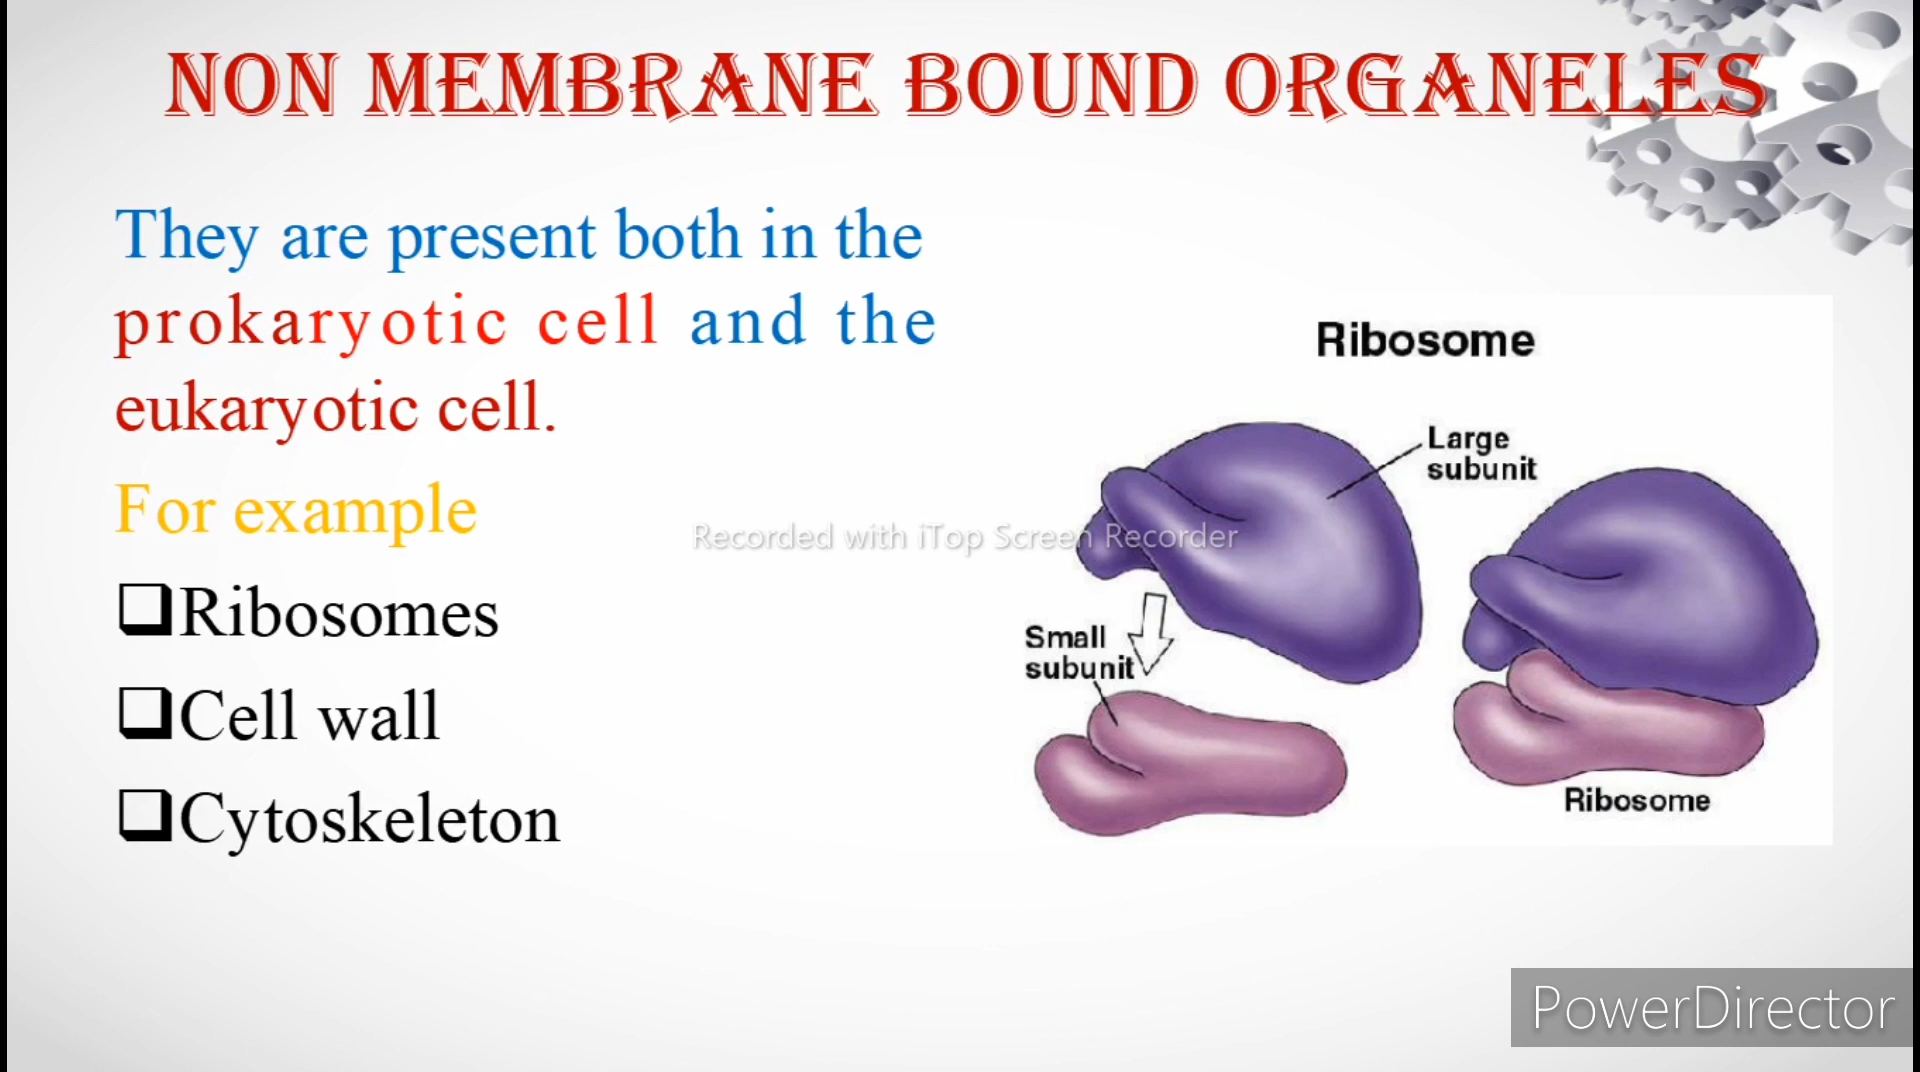 NON MEMBRANE BOUND ORGANELES
They are present both in the
prokaryotic cell and the
eukaryotic cell.
For example
Ribosomes
Cell wall
Cytoskeleton
Ribosome
Large
subunit
Small
subunit
Ribosome
Recorded with iTop Screen Recorder
PowerDirector